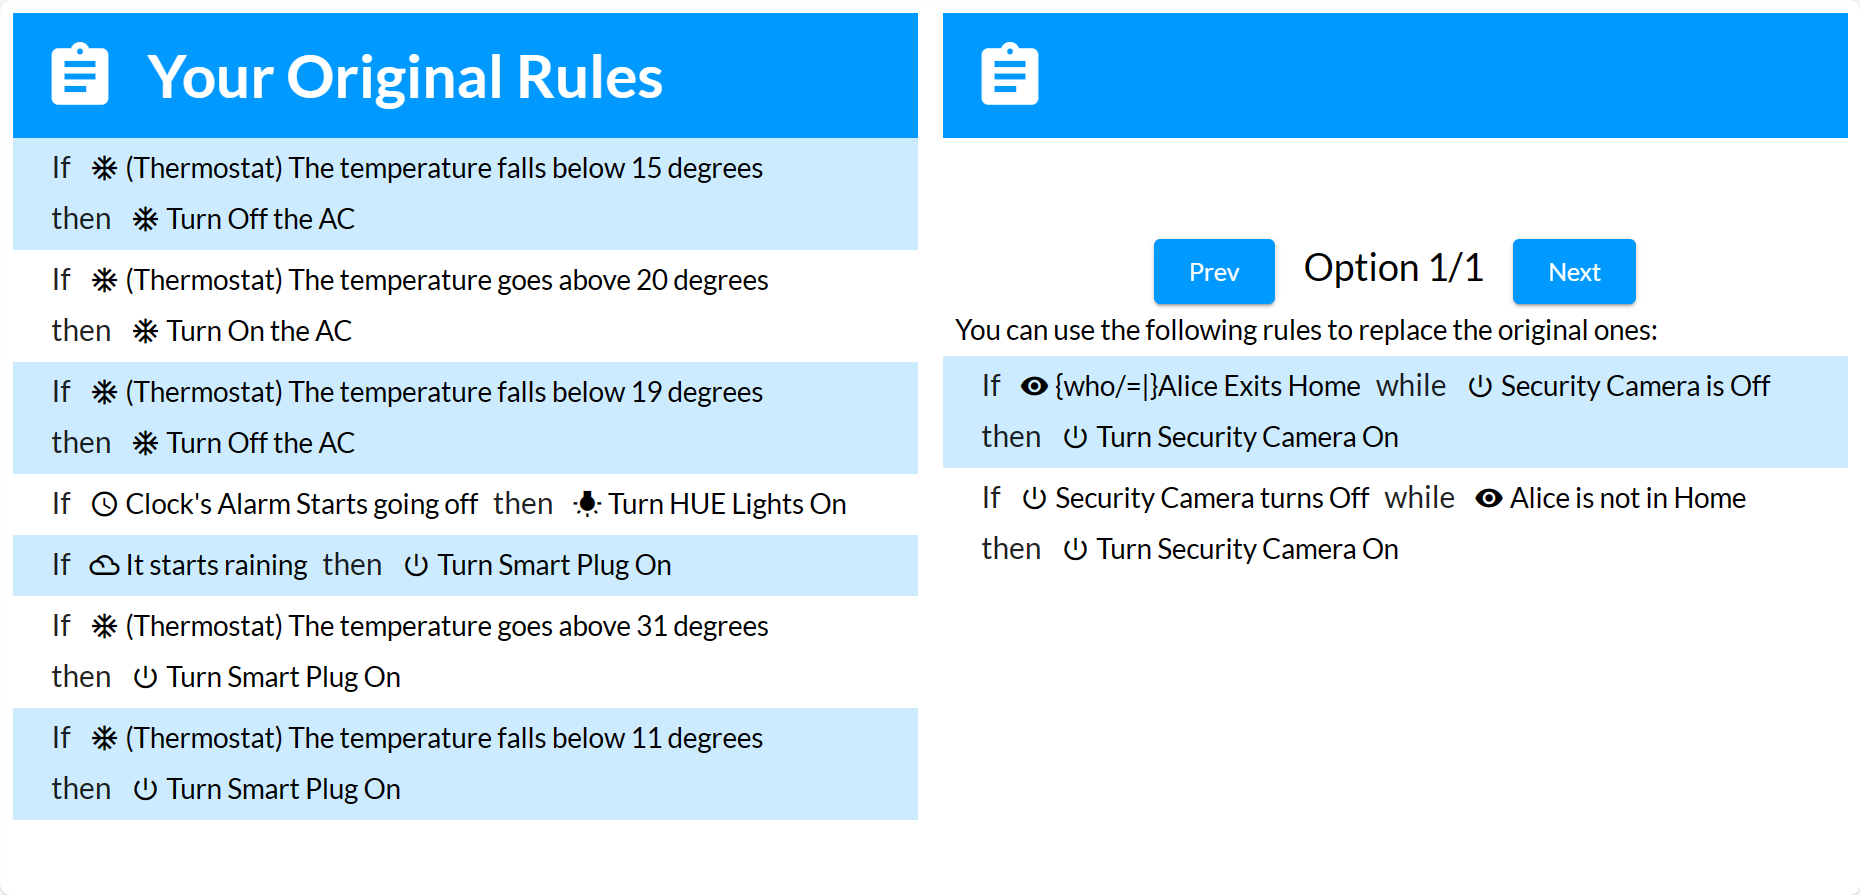 Your Original Rules
If (Thermostat) The temperature falls below 15 degrees
then Turn Off the AC
If (Thermostat) The temperature goes above 20 degrees
then Turn On the AC
If (Thermostat) The temperature falls below 19 degrees
then Turn Off the AC
If Clock's Alarm Starts going off then Turn HUE Lights On
If It starts raining then Turn Smart Plug On
If (Thermostat) The temperature goes above 31 degrees
then Turn Smart Plug On
If (Thermostat) The temperature falls below 11 degrees
then Turn Smart Plug On
Prev Option 1/1 Next
You can use the following rules to replace the original ones:
If {who/=|}Alice Exits Home while Security Camera is Off
then Turn Security Camera On
If Security Camera turns Off while Alice is not in Home
then Turn Security Camera On